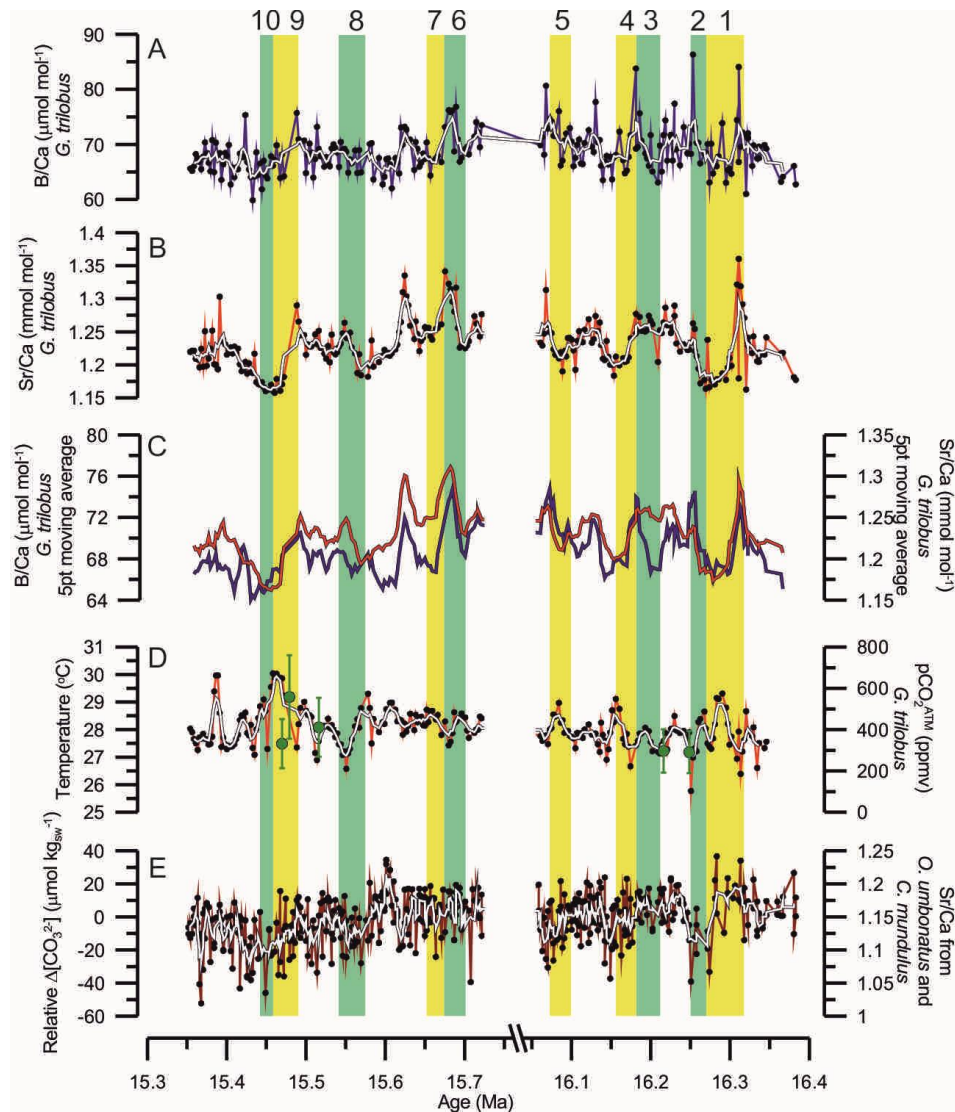 10 9 8 7 6 5 4 3 2 1
A
B/Ca (μmol mol⁻¹)
G. trilobus
90
80
70
60
B
Sr/Ca (mmol mol⁻¹)
G. trilobus
1.4
1.35
1.3
1.25
1.2
1.15
C
B/Ca (μmol mol⁻¹)
G. trilobus
5pt moving average
80
76
72
68
64
1.35
1.3
1.25
1.2
1.15
Sr/Ca (mmol mol⁻¹)
G. trilobus
5pt moving average
D
Temperature (ºC)
31
30
29
28
27
26
25
800
600
400
200
0
pCO₂ᴬᵀᴹ (ppmv)
G. trilobus
E
Relative Δ[CO₃²⁻] (μmol kgsw⁻¹)
40
20
0
-20
-40
-60
1.25
1.2
1.15
1.1
1.05
1
Sr/Ca from
O. umbonatus and
C. mundulus
15.3 15.4 15.5 15.6 15.7 16.1 16.2 16.3 16.4
Age (Ma)